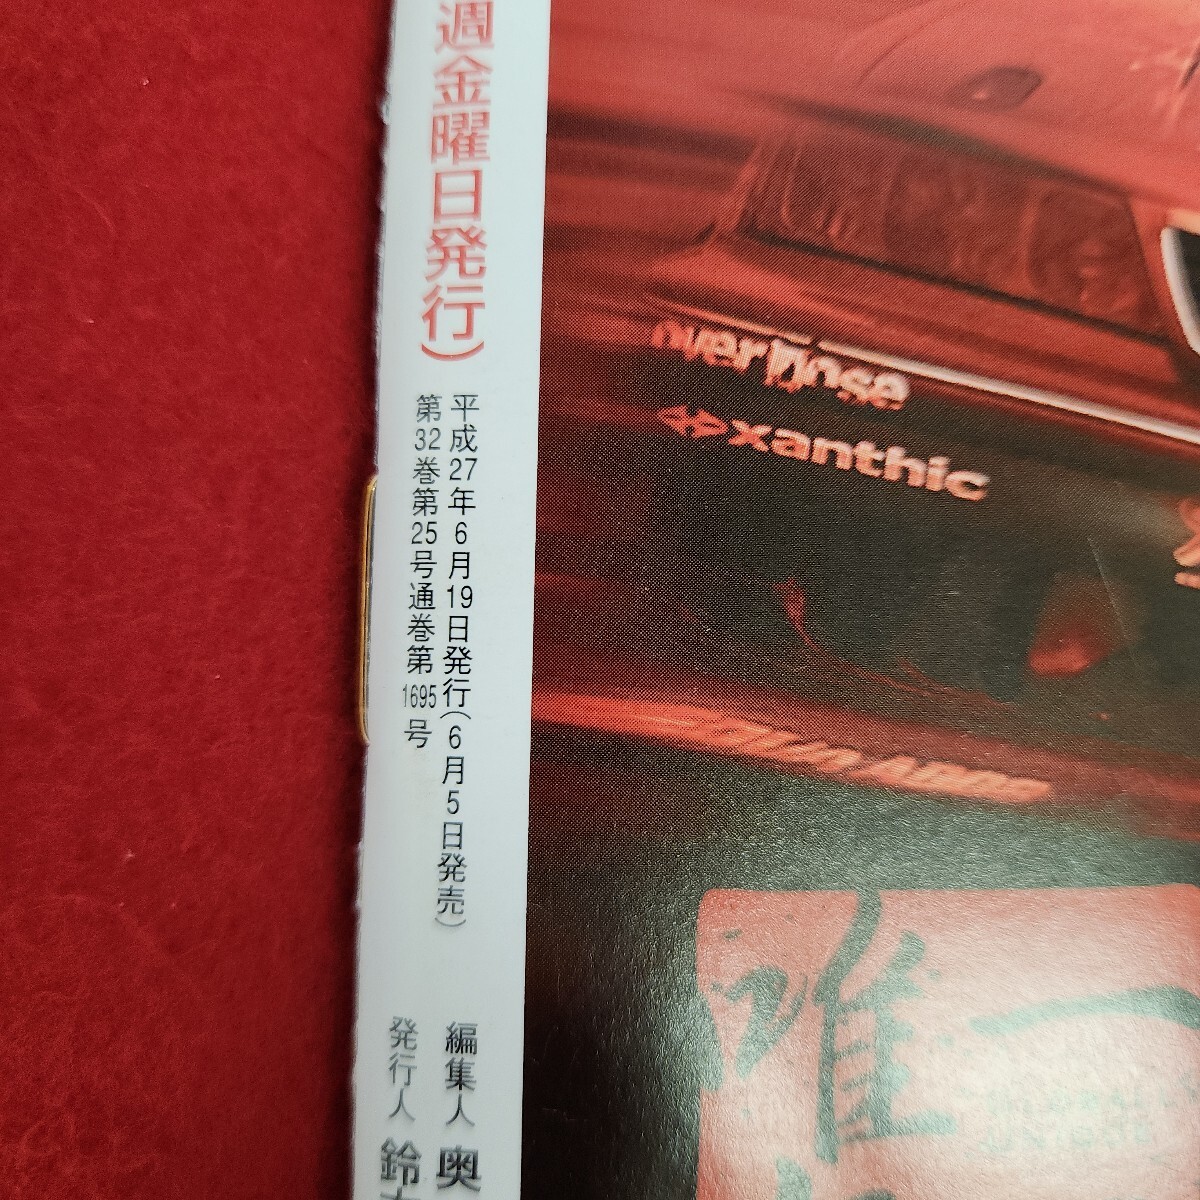 週金曜日発行)
平成27年6月19日発行(6月5日発売)
第32巻第25号通巻第1695号
編集人 奥
発行人 鈴
overDose
xanthic
唯一